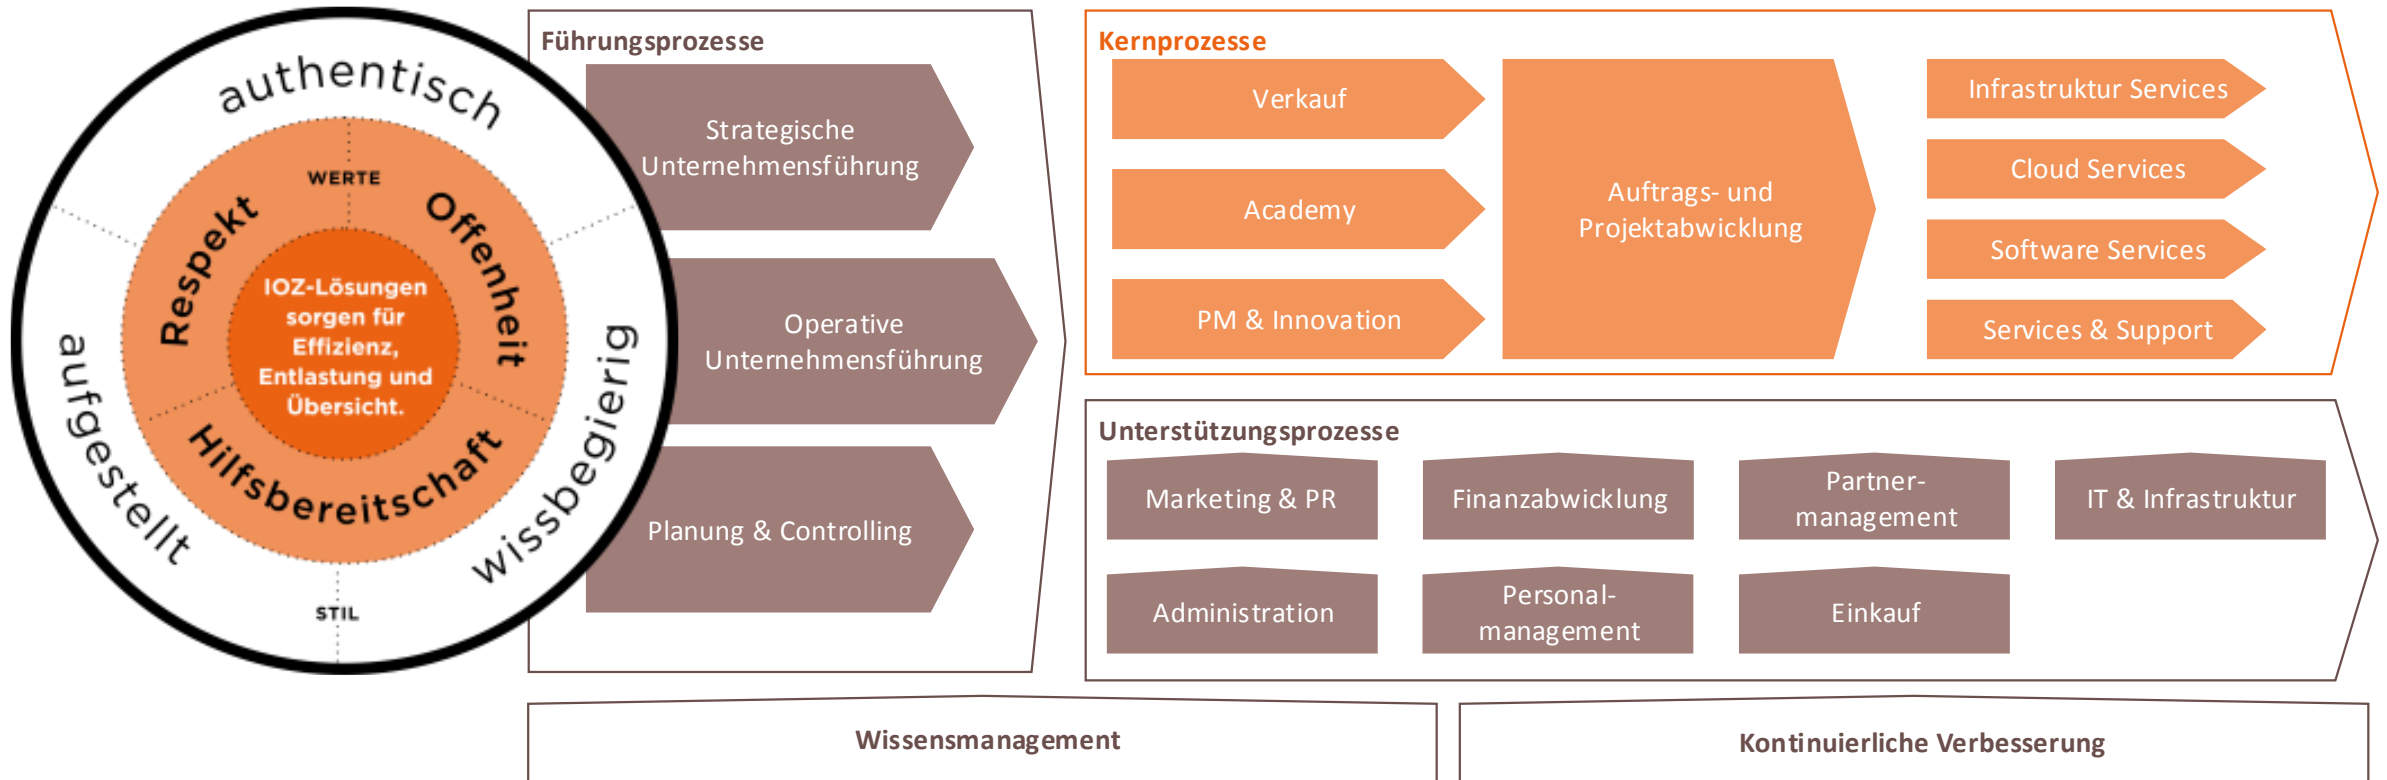 authentisch
WERTE
Respekt
Offenheit
IOZ-Lösungen
sorgen für
Effizienz,
Entlastung und
Übersicht.
Hilfsbereitschaft
aufgestellt
wissbegierig
STIL
Führungsprozesse
Strategische
Unternehmensführung
Operative
Unternehmensführung
Planung & Controlling
Kernprozesse
Verkauf
Academy
PM & Innovation
Auftrags- und
Projektabwicklung
Infrastruktur Services
Cloud Services
Software Services
Services & Support
Unterstützungsprozesse
Marketing & PR
Finanzabwicklung
Partner-
management
IT & Infrastruktur
Administration
Personal-
management
Einkauf
Wissensmanagement
Kontinuierliche Verbesserung